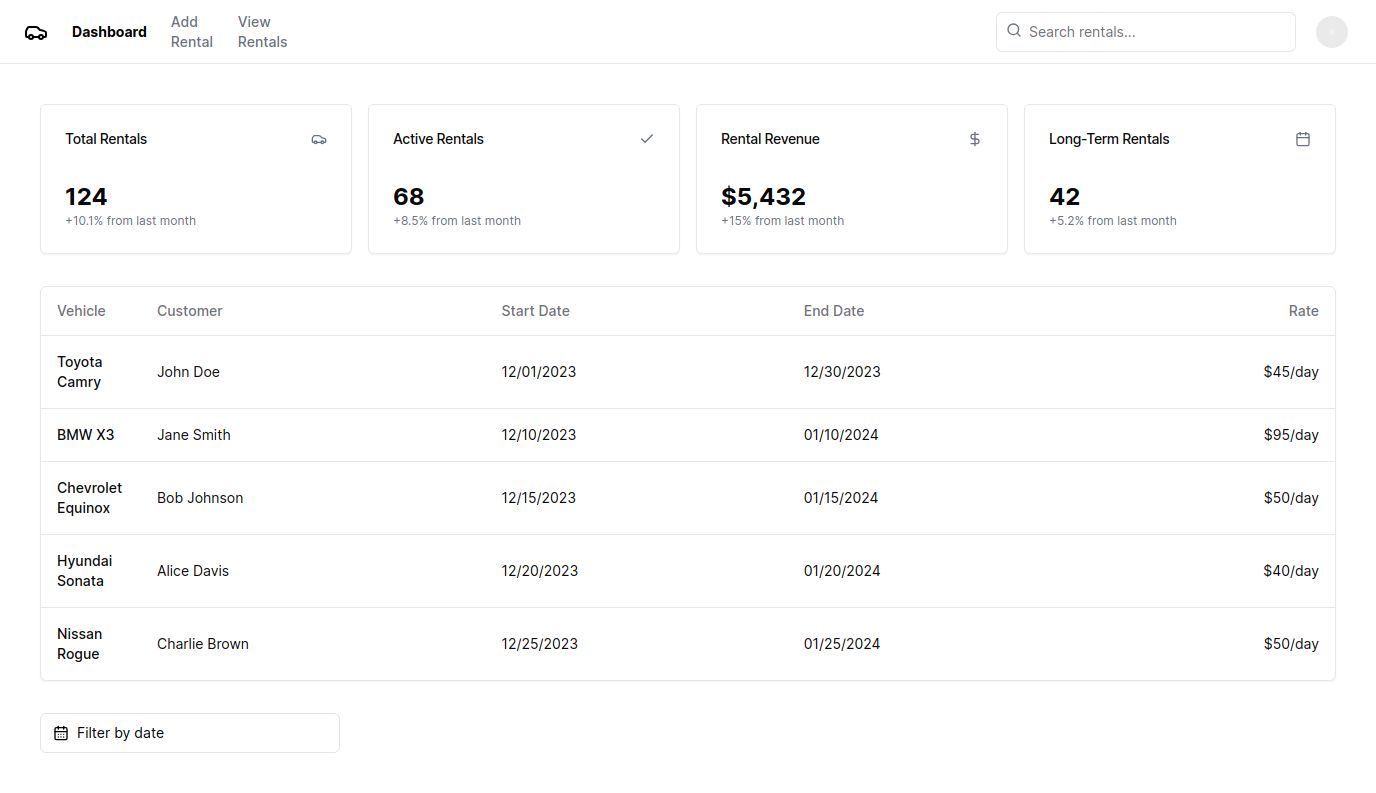 Dashboard
Add
Rental
View
Rentals
Search rentals...
Total Rentals
124
+10.1% from last month
Active Rentals
68
+8.5% from last month
Rental Revenue
$5,432
+15% from last month
Long-Term Rentals
42
+5.2% from last month
Vehicle Customer Start Date End Date Rate
Toyota
Camry
John Doe 12/01/2023 12/30/2023 $45/day
BMW X3 Jane Smith 12/10/2023 01/10/2024 $95/day
Chevrolet
Equinox
Bob Johnson 12/15/2023 01/15/2024 $50/day
Hyundai
Sonata
Alice Davis 12/20/2023 01/20/2024 $40/day
Nissan
Rogue
Charlie Brown 12/25/2023 01/25/2024 $50/day
Filter by date